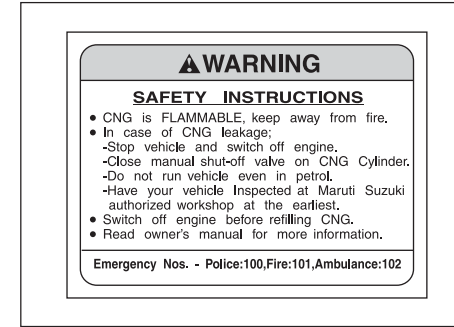 ⚠WARNING
SAFETY INSTRUCTIONS
• CNG is FLAMMABLE, keep away from fire.
• In case of CNG leakage;
-Stop vehicle and switch off engine.
-Close manual shut-off valve on CNG Cylinder.
-Do not run vehicle even in petrol.
-Have your vehicle Inspected at Maruti Suzuki
authorized workshop at the earliest.
• Switch off engine before refilling CNG.
• Read owner's manual for more information.
Emergency Nos. - Police:100,Fire:101,Ambulance:102